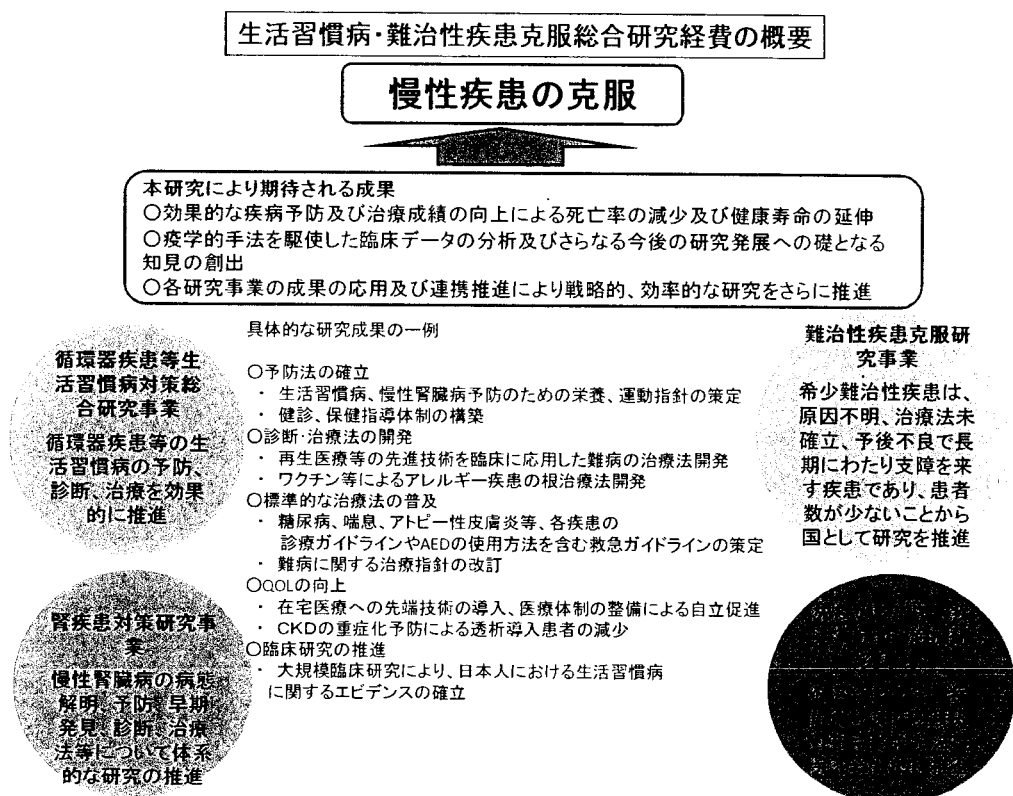 生活習慣病・難治性疾患克服総合研究経費の概要
慢性疾患の克服
本研究により期待される成果
○効果的な疾病予防及び治療成績の向上による死亡率の減少及び健康寿命の延伸
○疫学的手法を駆使した臨床データの分析及びさらなる今後の研究発展への礎となる
知見の創出
○各研究事業の成果の応用及び連携推進により戦略的、効率的な研究をさらに推進
循環器疾患等生
活習慣病対策総
合研究事業
循環器疾患等の生
活習慣病の予防、
診断、治療を効果
的に推進
腎疾患対策研究事
業
慢性腎臓病の病態
解明、予防、早期
発見、診断、治療
法等について体系
的な研究の推進
具体的な研究成果の一例
○予防法の確立
・ 生活習慣病、慢性腎臓病予防のための栄養、運動指針の策定
・ 健診、保健指導体制の構築
○診断・治療法の開発
・ 再生医療等の先進技術を臨床に応用した難病の治療法開発
・ ワクチン等によるアレルギー疾患の根治療法開発
○標準的な治療法の普及
・ 糖尿病、喘息、アトピー性皮膚炎等、各疾患の
診療ガイドラインやAEDの使用方法を含む救急ガイドラインの策定
・ 難病に関する治療指針の改訂
○QOLの向上
・ 在宅医療への先端技術の導入、医療体制の整備による自立促進
・ CKDの重症化予防による透析導入患者の減少
○臨床研究の推進
・ 大規模臨床研究により、日本人における生活習慣病
に関するエビデンスの確立
難治性疾患克服研
究事業
希少難治性疾患は、
原因不明、治療法未
確立、予後不良で長
期にわたり支障を来
す疾患であり、患者
数が少ないことから
国として研究を推進